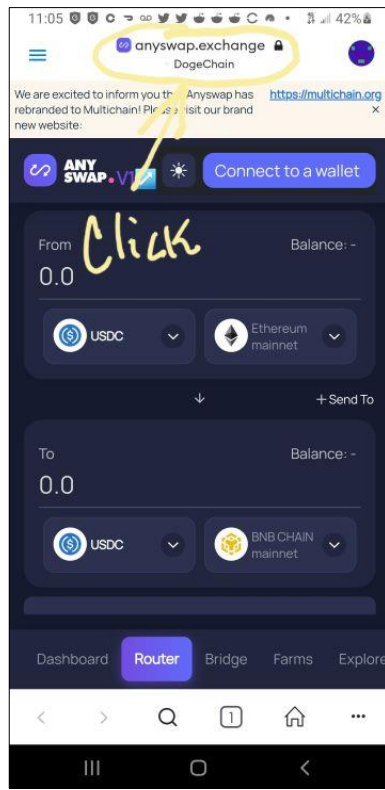 11:05 42%
anyswap.exchange
DogeChain
We are excited to inform you th Anyswap has
rebranded to Multichain! Pl se visit our brand
new website:
https://multichain.org
×
ANY
SWAP. V1
Connect to a wallet
Click
From Balance: -
0.0
USDC Ethereum
mainnet
+ Send To
To Balance: -
0.0
USDC BNB CHAIN
mainnet
Dashboard Router Bridge Farms Explore
1